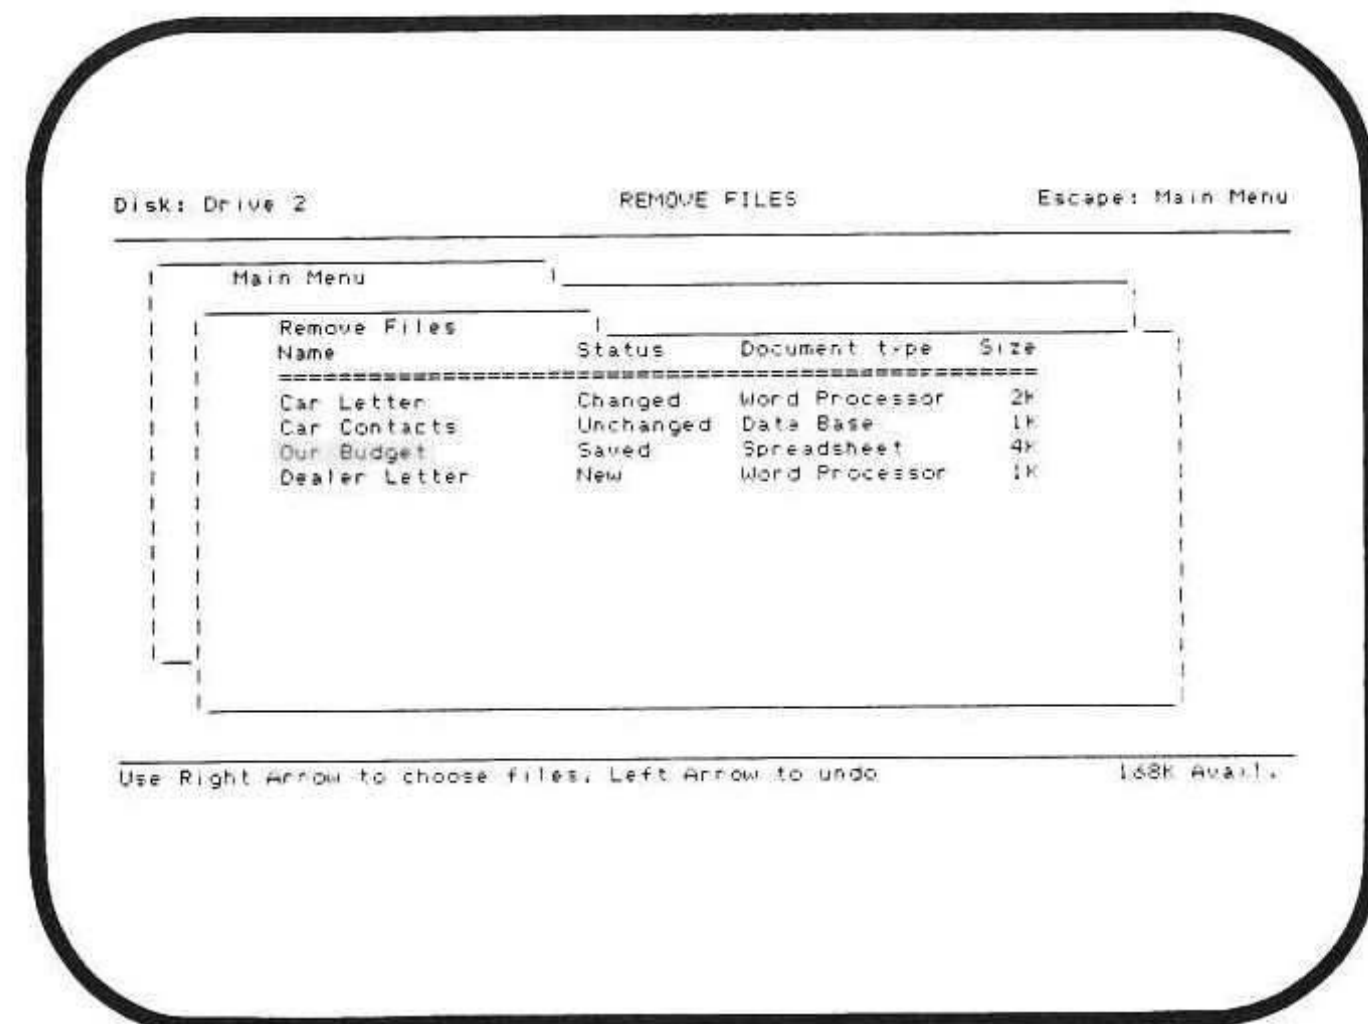 Disk: Drive 2 REMOVE FILES Escape: Main Menu
Main Menu
Remove Files
Name Status Document type Size
==================================================
Car Letter Changed Word Processor 2K
Car Contacts Unchanged Data Base 1K
Our Budget Saved Spreadsheet 4K
Dealer Letter New Word Processor 1K
Use Right Arrow to choose files, Left Arrow to undo 168K Avail.